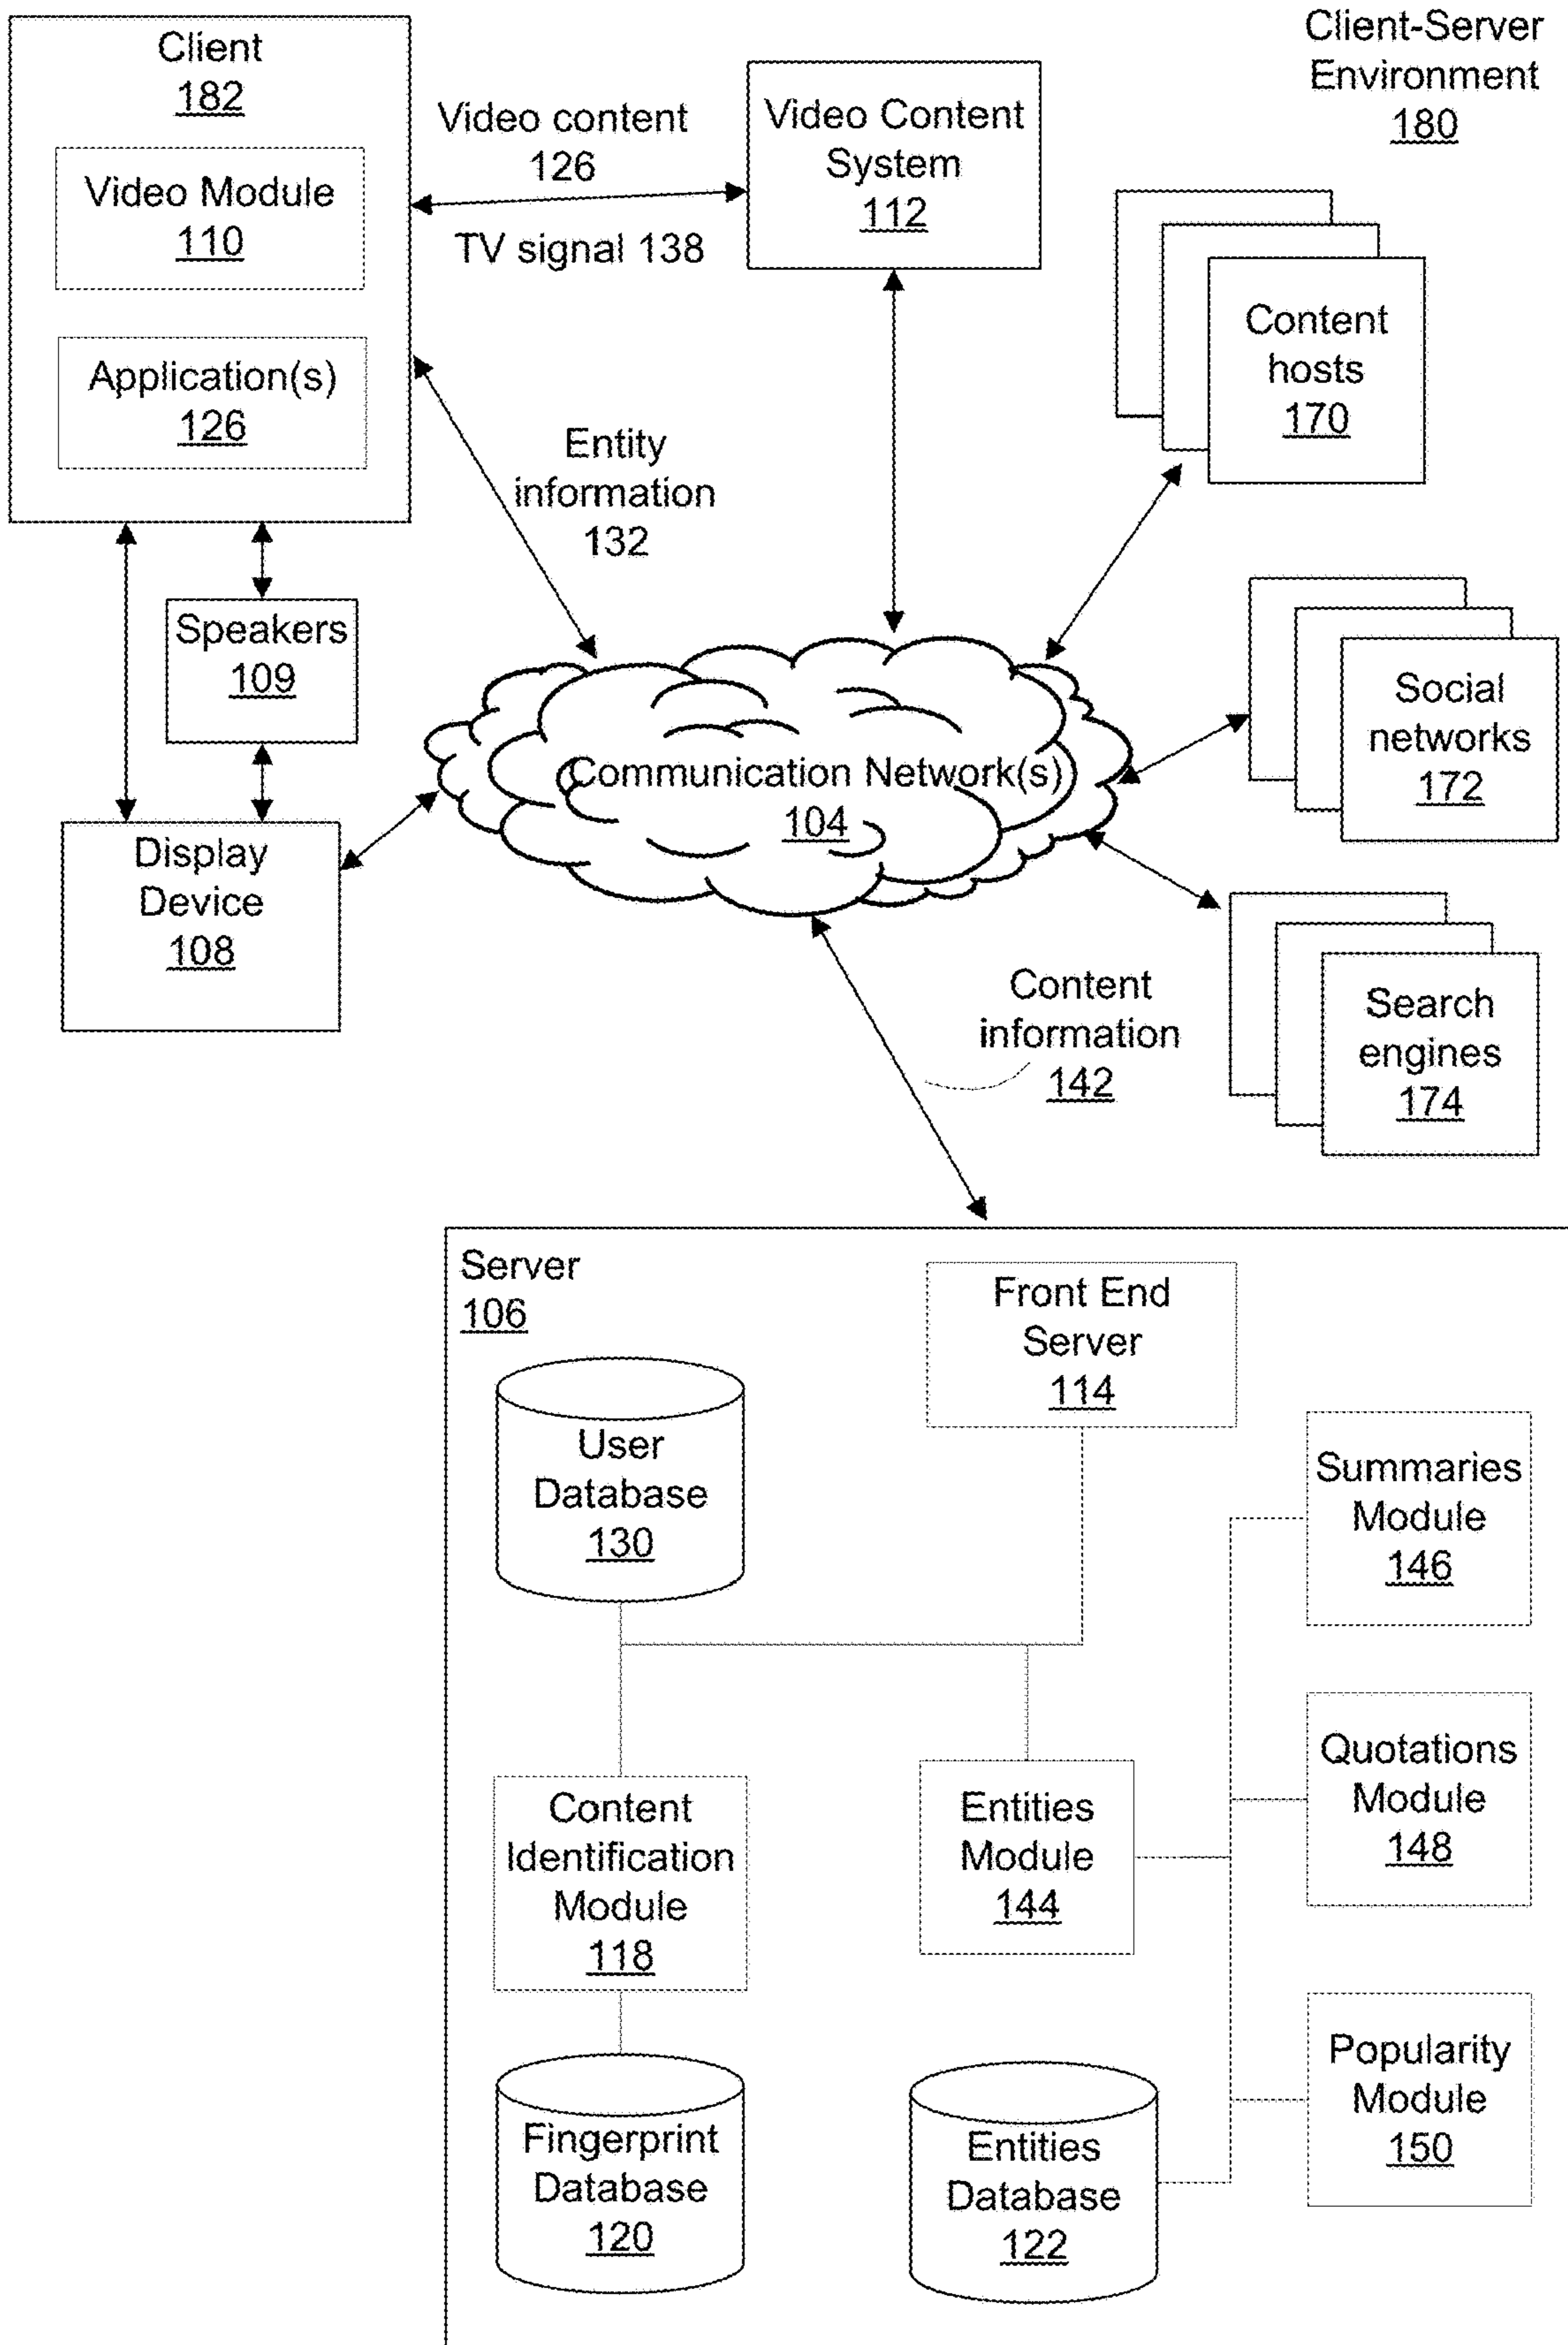 Client
182
Video Module
110
Application(s)
126
Video content
126
TV signal 138
Video Content
System
112
Client-Server
Environment
180
Content
hosts
170
Entity
information
132
Speakers
109
Social
networks
172
Communication Network(s)
104
Display
Device
108
Search
engines
174
Content
information
142
Server
106
Front End
Server
114
User
Database
130
Summaries
Module
146
Quotations
Module
148
Content
Identification
Module
118
Entities
Module
144
Popularity
Module
150
Fingerprint
Database
120
Entities
Database
122